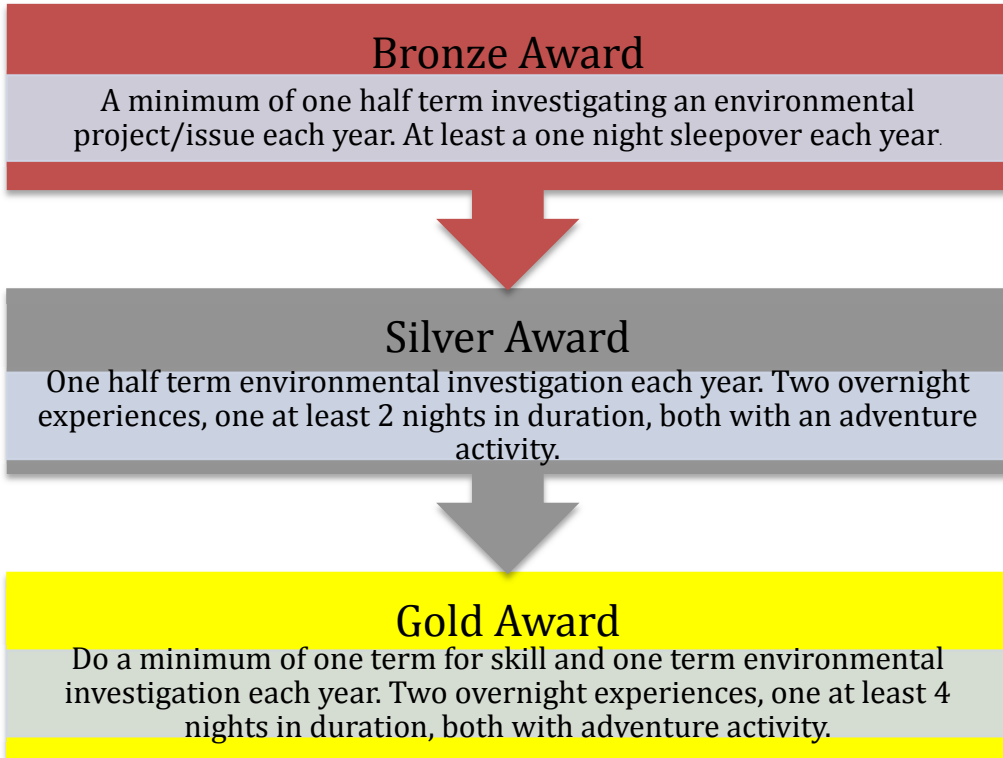 Bronze Award
A minimum of one half term investigating an environmental
project/issue each year. At least a one night sleepover each year.
Silver Award
One half term environmental investigation each year. Two overnight
experiences, one at least 2 nights in duration, both with an adventure
activity.
Gold Award
Do a minimum of one term for skill and one term environmental
investigation each year. Two overnight experiences, one at least 4
nights in duration, both with adventure activity.